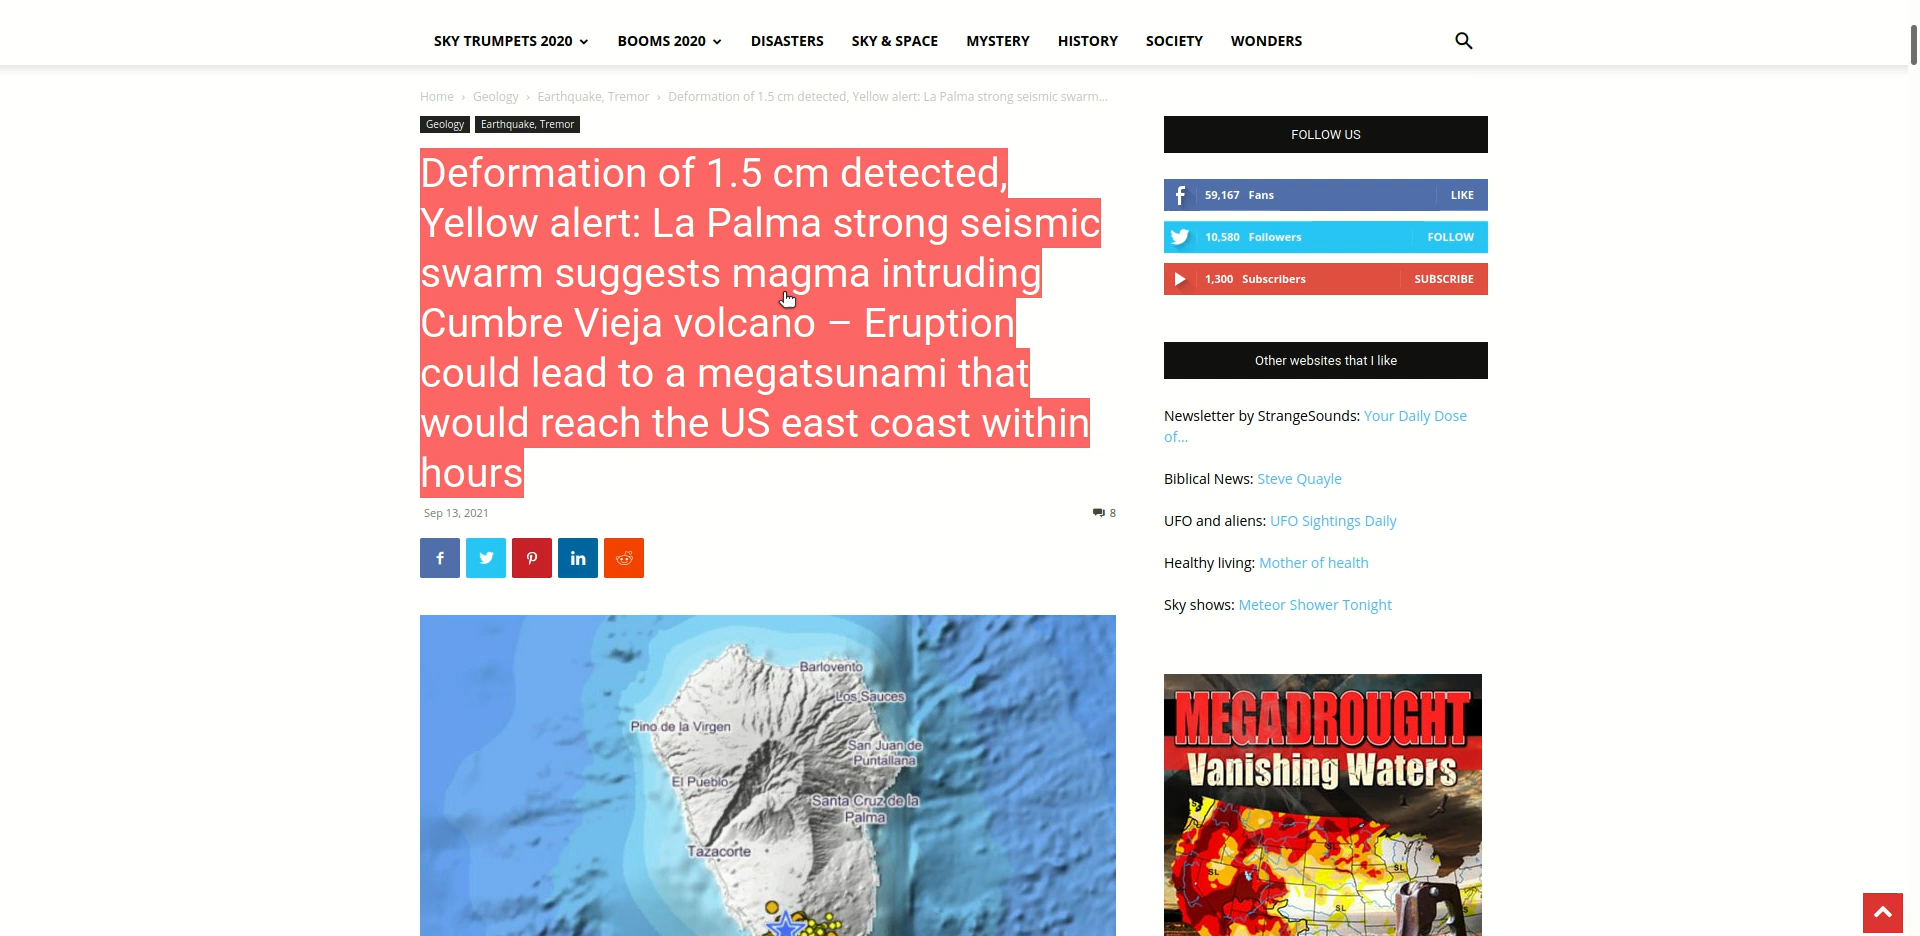 SKY TRUMPETS 2020 BOOMS 2020 DISASTERS SKY & SPACE MYSTERY HISTORY SOCIETY WONDERS
Home › Geology › Earthquake, Tremor › Deformation of 1.5 cm detected, Yellow alert: La Palma strong seismic swarm...
Geology Earthquake, Tremor
Deformation of 1.5 cm detected,
Yellow alert: La Palma strong seismic
swarm suggests magma intruding
Cumbre Vieja volcano – Eruption
could lead to a megatsunami that
would reach the US east coast within
hours
Sep 13, 2021 8
Barlovento
Los Sauces
Pino de la Virgen
San Juan de
Puntallana
El Pueblo
Santa Cruz de la
Palma
Tazacorte
FOLLOW US
59,167 Fans LIKE
10,580 Followers FOLLOW
1,300 Subscribers SUBSCRIBE
Other websites that I like
Newsletter by StrangeSounds: Your Daily Dose
of...
Biblical News: Steve Quayle
UFO and aliens: UFO Sightings Daily
Healthy living: Mother of health
Sky shows: Meteor Shower Tonight
MEGADROUGHT
Vanishing Waters
SL
SL
SL
SL